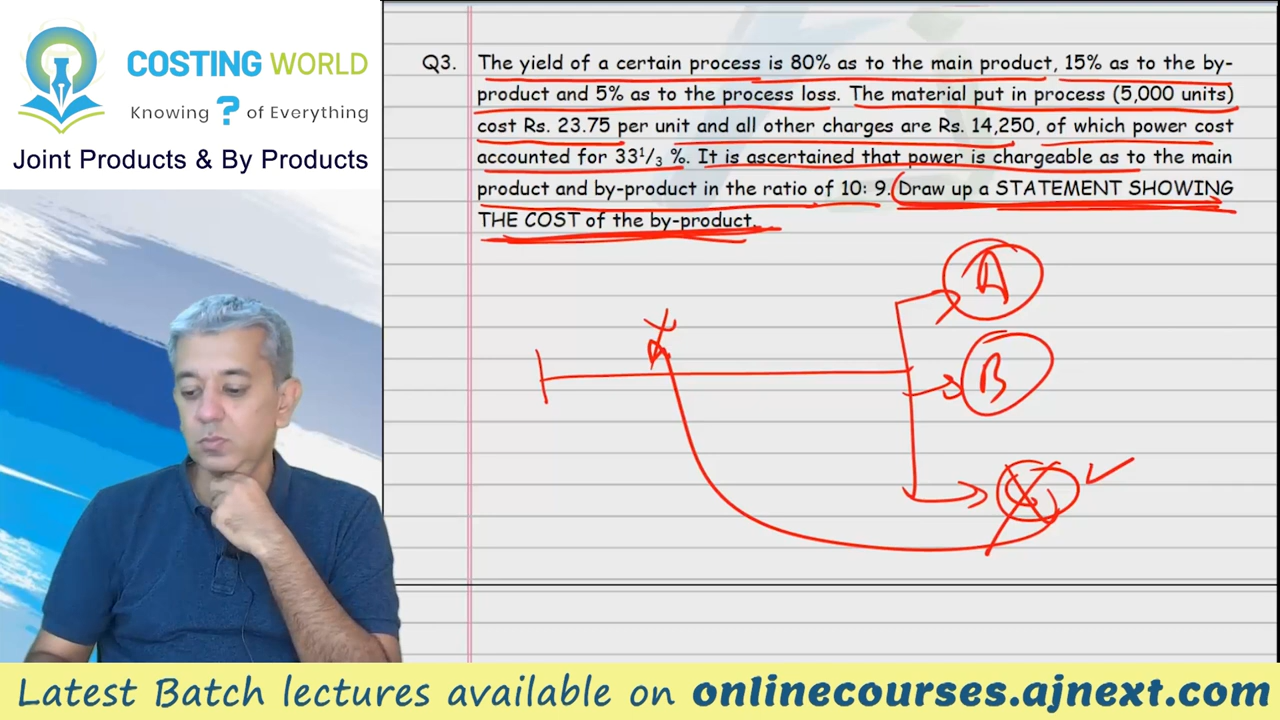 COSTING WORLD
Knowing ? of Everything
Joint Products & By Products
Q3. The yield of a certain process is 80% as to the main product, 15% as to the by-
product and 5% as to the process loss. The material put in process (5,000 units)
cost Rs. 23.75 per unit and all other charges are Rs. 14,250, of which power cost
accounted for 33¹/₃ %. It is ascertained that power is chargeable as to the main
product and by-product in the ratio of 10: 9. Draw up a STATEMENT SHOWING
THE COST of the by-product.
A
B
Latest Batch lectures available on onlinecourses.ajnext.com